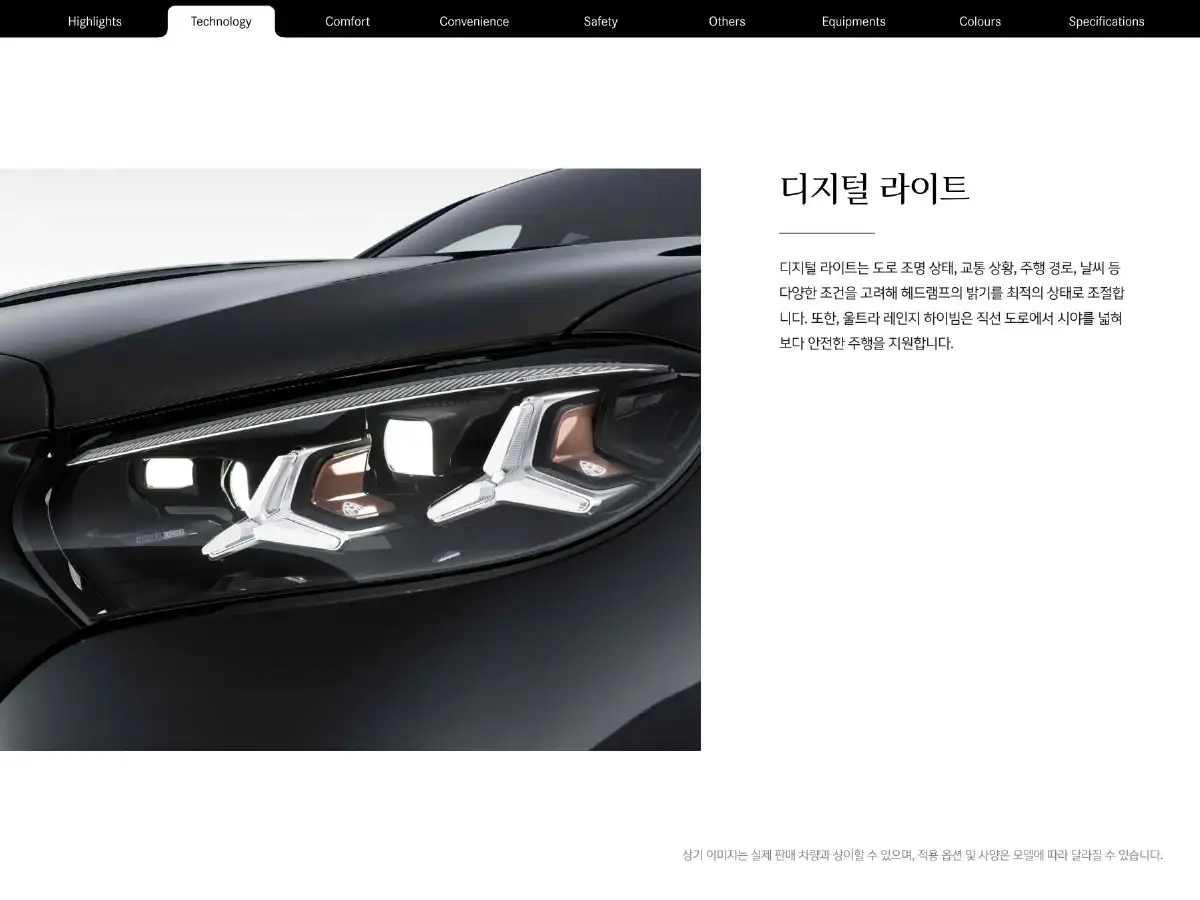 Highlights
Technology
Comfort
Convenience
Safety
Others
Equipments
Colours
Specifications
디지털 라이트
디지털 라이트는 도로 조명 상태, 교통 상황, 주행 경로, 날씨 등
다양한 조건을 고려해 헤드램프의 밝기를 최적의 상태로 조절합
니다. 또한, 울트라 레인지 하이빔은 직선 도로에서 시야를 넓혀
보다 안전한 주행을 지원합니다.
상기 이미지는 실제 판매 차량과 상이할 수 있으며, 적용 옵션 및 사양은 모델에 따라 달라질 수 있습니다.